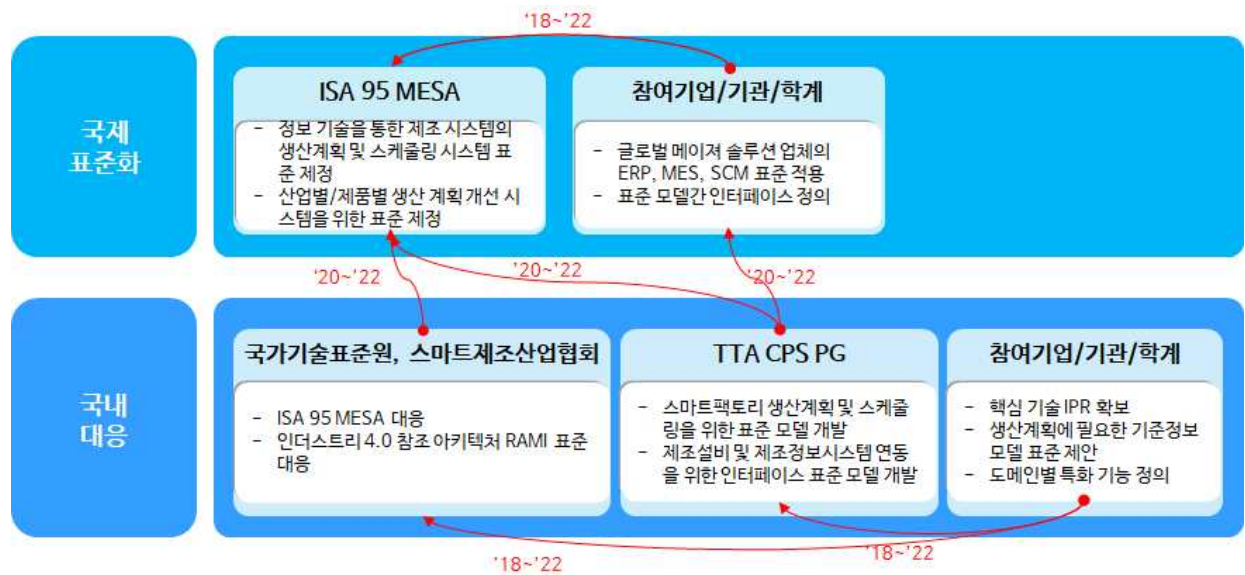 '18~'22
국제
표준화
ISA 95 MESA
- 정보 기술을 통한 제조 시스템의
생산계획 및 스케줄링 시스템 표
준 제정
- 산업별/제품별 생산 계획 개선 시
스템을 위한 표준 제정
참여기업/기관/학계
- 글로벌 메이져 솔루션 업체의
ERP, MES, SCM 표준 적용
- 표준 모델간 인터페이스 정의
'20~'22
'20~'22
'20~'22
국내
대응
국가기술표준원, 스마트제조산업협회
- ISA 95 MESA 대응
- 인더스트리 4.0 참조 아키텍처 RAMI 표준
대응
TTA CPS PG
- 스마트팩토리 생산계획 및 스케줄
링을 위한 표준 모델 개발
- 제조설비 및 제조정보시스템 연동
을 위한 인터페이스 표준 모델 개발
참여기업/기관/학계
- 핵심 기술 IPR 확보
- 생산계획에 필요한 기준정보
모델 표준 제안
- 도메인별 특화 기능 정의
'18~'22
'18~'22